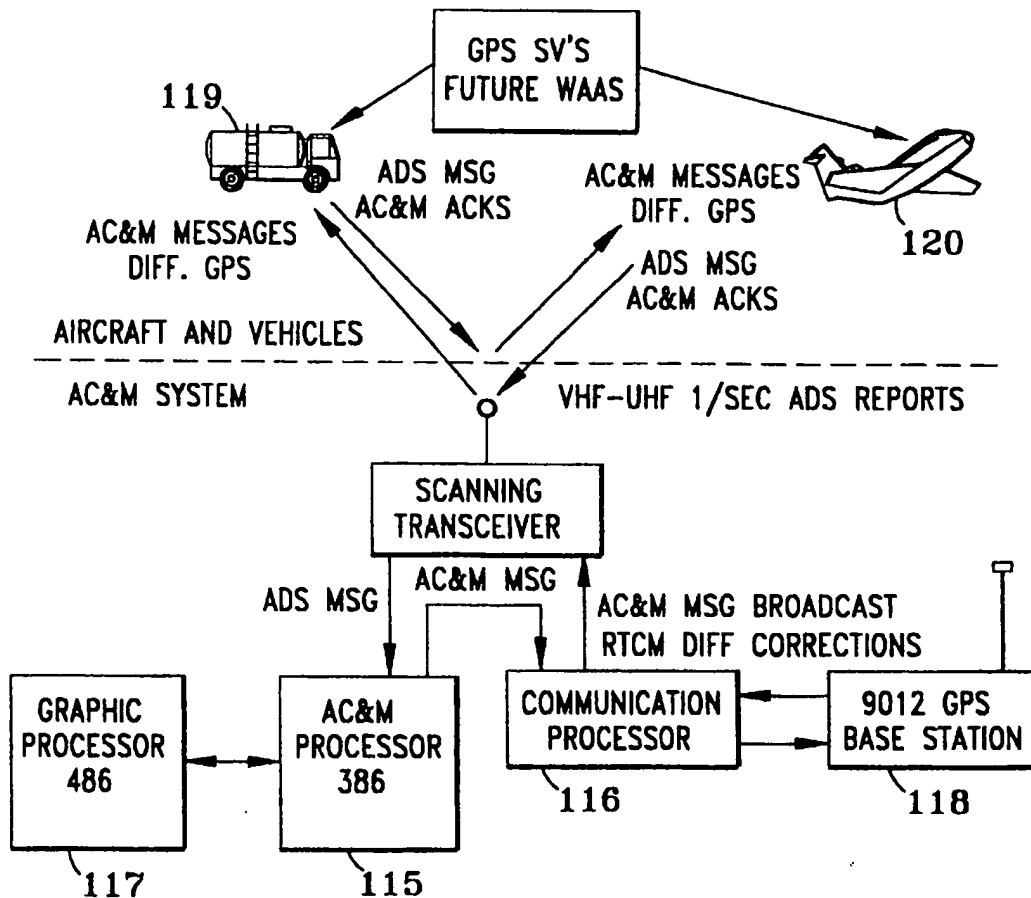 GPS SV'S
FUTURE WAAS
119
ADS MSG
AC&M ACKS
AC&M MESSAGES
DIFF. GPS
120
AC&M MESSAGES
DIFF. GPS
ADS MSG
AC&M ACKS
AIRCRAFT AND VEHICLES
AC&M SYSTEM
VHF-UHF 1/SEC ADS REPORTS
SCANNING
TRANSCEIVER
ADS MSG
AC&M MSG
AC&M MSG BROADCAST
RTCM DIFF CORRECTIONS
GRAPHIC
PROCESSOR
486
AC&M
PROCESSOR
386
COMMUNICATION
PROCESSOR
9012 GPS
BASE STATION
117
115
116
118